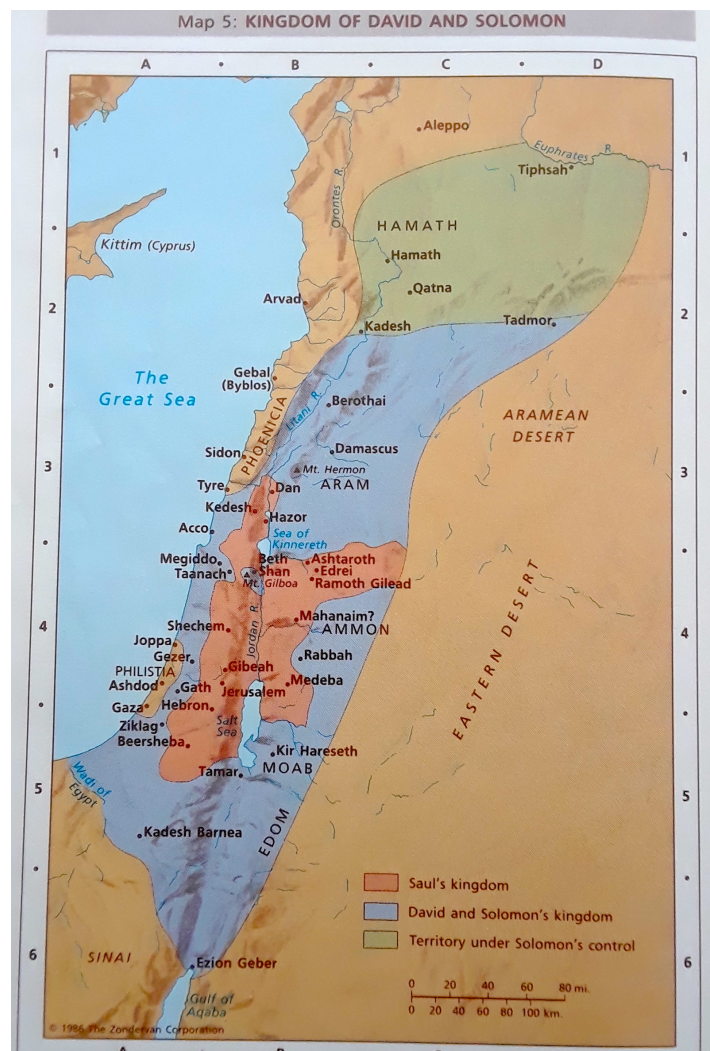 Map 5: KINGDOM OF DAVID AND SOLOMON
A
B
C
D
1
1
Aleppo
Euphrates R.
Tiphsah
Orontes R.
HAMATH
Kittim (Cyprus)
Hamath
Qatna
Arvad
2
2
Kadesh
Tadmor
The
Great Sea
Gebal
(Byblos)
Litani R.
Berothai
PHOENICIA
ARAMEAN
DESERT
Sidon
Damascus
3
3
Mt. Hermon
Tyre
Dan
ARAM
Kedesh
Hazor
Acco
Sea of
Kinnereth
Megiddo
Beth
Shan
Ashtaroth
Taanach
Edrei
Mt. Gilboa
Ramoth Gilead
Jordan R.
Mahanaim?
4
4
Shechem
AMMON
EASTERN DESERT
Joppa
Gezer
Rabbah
PHILISTIA
Gibeah
Ashdod
Gath
Jerusalem
Medeba
Gaza
Hebron
Ziklag
Salt
Sea
Beersheba
Kir Hareseth
Tamar
MOAB
5
5
Wadi of
Egypt
Kadesh Barnea
EDOM
Saul's kingdom
David and Solomon's kingdom
Territory under Solomon's control
6
6
SINAI
Ezion Geber
0 20 40 60 80 mi.
0 20 40 60 80 100 km.
Gulf of
Aqaba
© 1986 The Zondervan Corporation